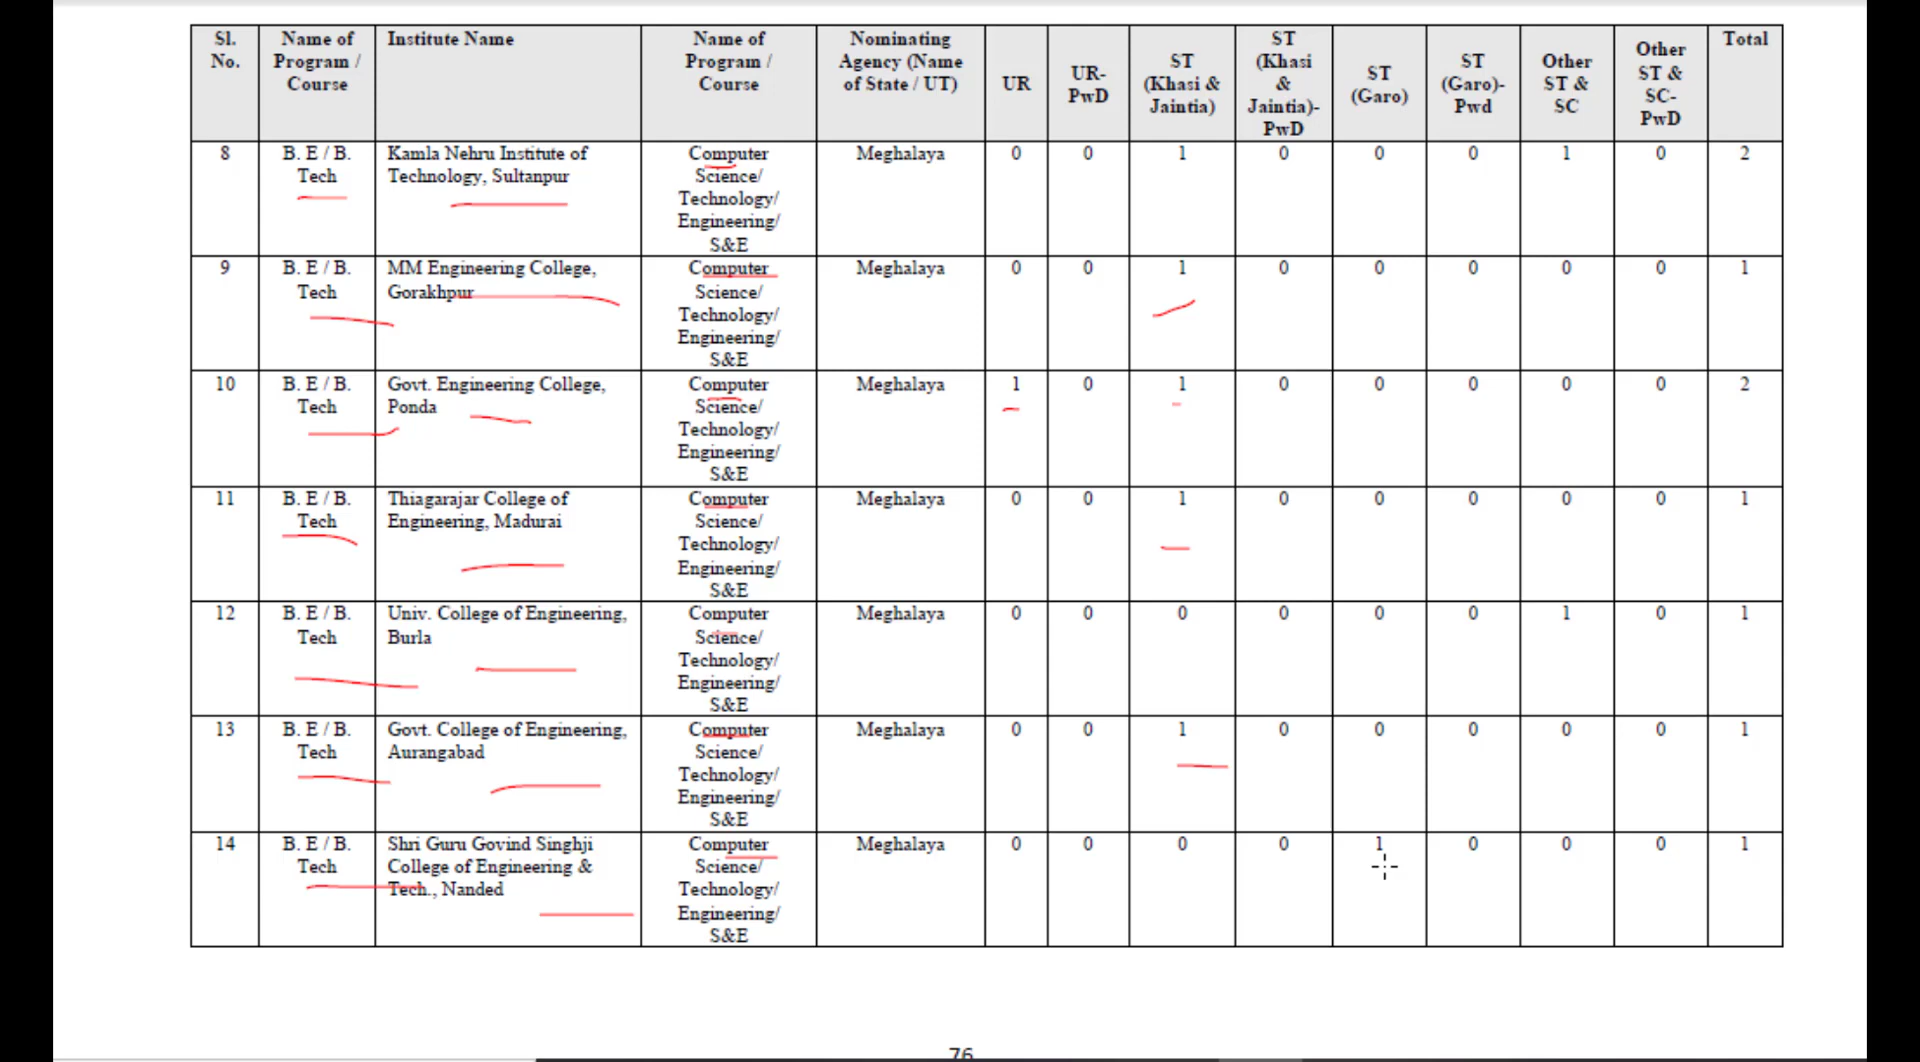 Sl. No. | Name of Program / Course | Institute Name | Name of Program / Course | Nominating Agency (Name of State / UT) | UR | UR-PwD | ST (Khasi & Jaintia) | ST (Khasi & Jaintia)-PwD | ST (Garo) | ST (Garo)-Pwd | Other ST & SC | Other ST & SC-PwD | Total
8 | B. E / B. Tech | Kamla Nehru Institute of Technology, Sultanpur | Computer Science/ Technology/ Engineering/ S&E | Meghalaya | 0 | 0 | 1 | 0 | 0 | 0 | 1 | 0 | 2
9 | B. E / B. Tech | MM Engineering College, Gorakhpur | Computer Science/ Technology/ Engineering/ S&E | Meghalaya | 0 | 0 | 1 | 0 | 0 | 0 | 0 | 0 | 1
10 | B. E / B. Tech | Govt. Engineering College, Ponda | Computer Science/ Technology/ Engineering/ S&E | Meghalaya | 1 | 0 | 1 | 0 | 0 | 0 | 0 | 0 | 2
11 | B. E / B. Tech | Thiagarajar College of Engineering, Madurai | Computer Science/ Technology/ Engineering/ S&E | Meghalaya | 0 | 0 | 1 | 0 | 0 | 0 | 0 | 0 | 1
12 | B. E / B. Tech | Univ. College of Engineering, Burla | Computer Science/ Technology/ Engineering/ S&E | Meghalaya | 0 | 0 | 0 | 0 | 0 | 0 | 1 | 0 | 1
13 | B. E / B. Tech | Govt. College of Engineering, Aurangabad | Computer Science/ Technology/ Engineering/ S&E | Meghalaya | 0 | 0 | 1 | 0 | 0 | 0 | 0 | 0 | 1
14 | B. E / B. Tech | Shri Guru Govind Singhji College of Engineering & Tech., Nanded | Computer Science/ Technology/ Engineering/ S&E | Meghalaya | 0 | 0 | 0 | 0 | 1 | 0 | 0 | 0 | 1
76